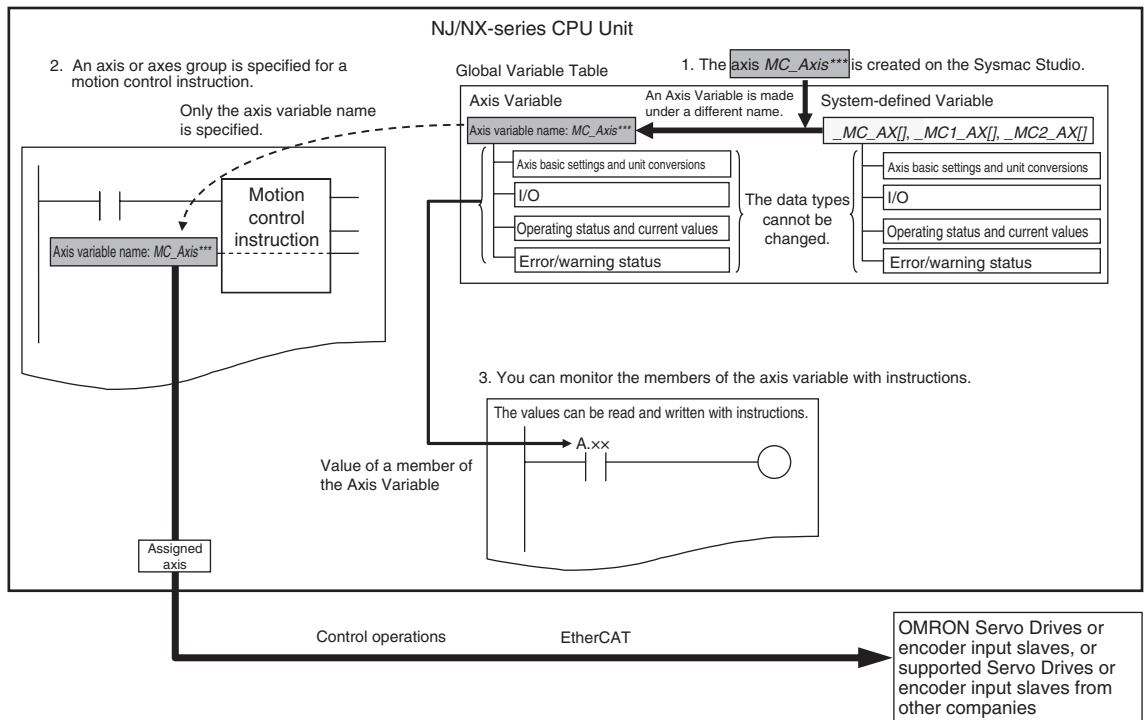 NJ/NX-series CPU Unit
2. An axis or axes group is specified for a
motion control instruction.
Only the axis variable name
is specified.
Motion
control
instruction
Axis variable name: MC_Axis***
Global Variable Table
1. The axis MC_Axis*** is created on the Sysmac Studio.
Axis Variable
An Axis Variable is made
under a different name.
System-defined Variable
Axis variable name: MC_Axis***
_MC_AX[], _MC1_AX[], _MC2_AX[]
Axis basic settings and unit conversions
I/O
Operating status and current values
Error/warning status
The data types
cannot be
changed.
Axis basic settings and unit conversions
I/O
Operating status and current values
Error/warning status
3. You can monitor the members of the axis variable with instructions.
The values can be read and written with instructions.
A.××
Value of a member of
the Axis Variable
Assigned
axis
Control operations
EtherCAT
OMRON Servo Drives or
encoder input slaves, or
supported Servo Drives or
encoder input slaves from
other companies